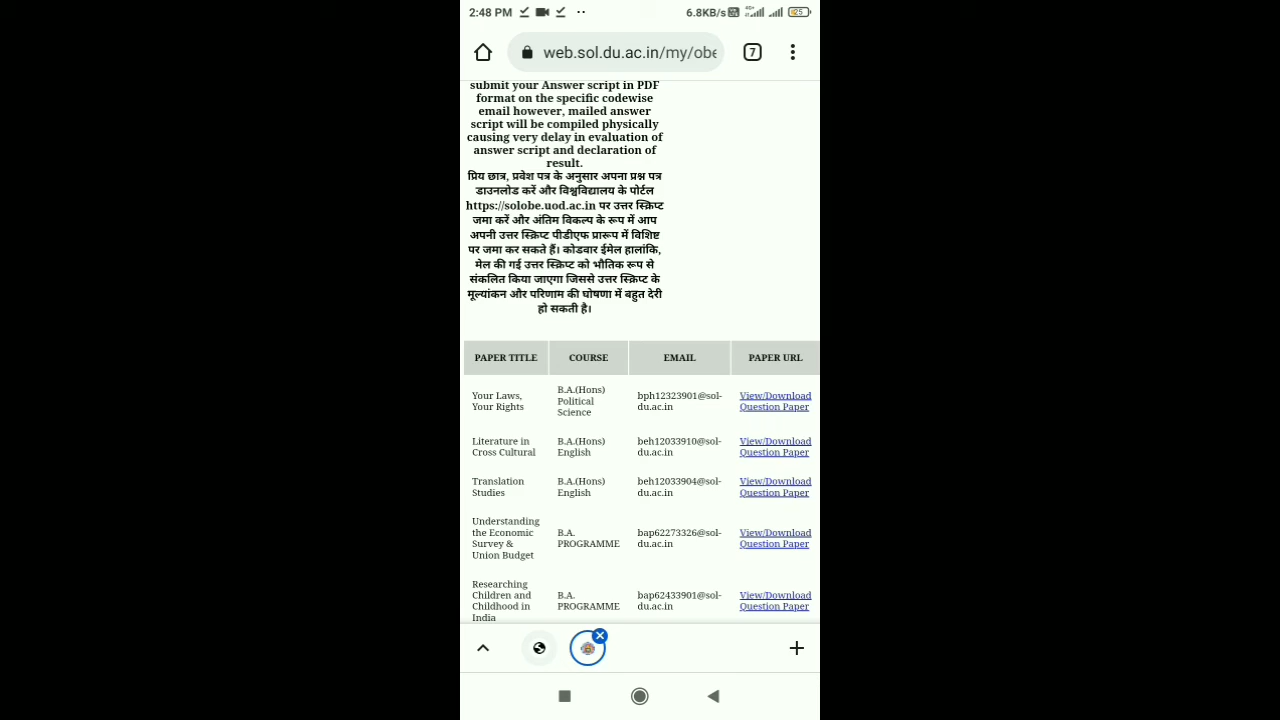 2:48 PM
6.8KB/s
25
web.sol.du.ac.in/my/obe
7
submit your Answer script in PDF
format on the specific codewise
email however, mailed answer
script will be compiled physically
causing very delay in evaluation of
answer script and declaration of
result.
प्रिय छात्र, प्रवेश पत्र के अनुसार अपना प्रश्न पत्र
डाउनलोड करें और विश्वविद्यालय के पोर्टल
https://solobe.uod.ac.in पर उत्तर स्क्रिप्ट
जमा करें और अंतिम विकल्प के रूप में आप
अपनी उत्तर स्क्रिप्ट पीडीएफ प्रारूप में विशिष्ट
पर जमा कर सकते हैं। कोडवार ईमेल हालांकि,
मेल की गई उत्तर स्क्रिप्ट को भौतिक रूप से
संकलित किया जाएगा जिससे उत्तर स्क्रिप्ट के
मूल्यांकन और परिणाम की घोषणा में बहुत देरी
हो सकती है।
PAPER TITLE COURSE EMAIL PAPER URL
Your Laws,
Your Rights
B.A.(Hons)
Political
Science
bph12323901@sol-
du.ac.in
View/Download
Question Paper
Literature in
Cross Cultural
B.A.(Hons)
English
beh12033910@sol-
du.ac.in
View/Download
Question Paper
Translation
Studies
B.A.(Hons)
English
beh12033904@sol-
du.ac.in
View/Download
Question Paper
Understanding
the Economic
Survey &
Union Budget
B.A.
PROGRAMME
bap62273326@sol-
du.ac.in
View/Download
Question Paper
Researching
Children and
Childhood in
India
B.A.
PROGRAMME
bap62433901@sol-
du.ac.in
View/Download
Question Paper